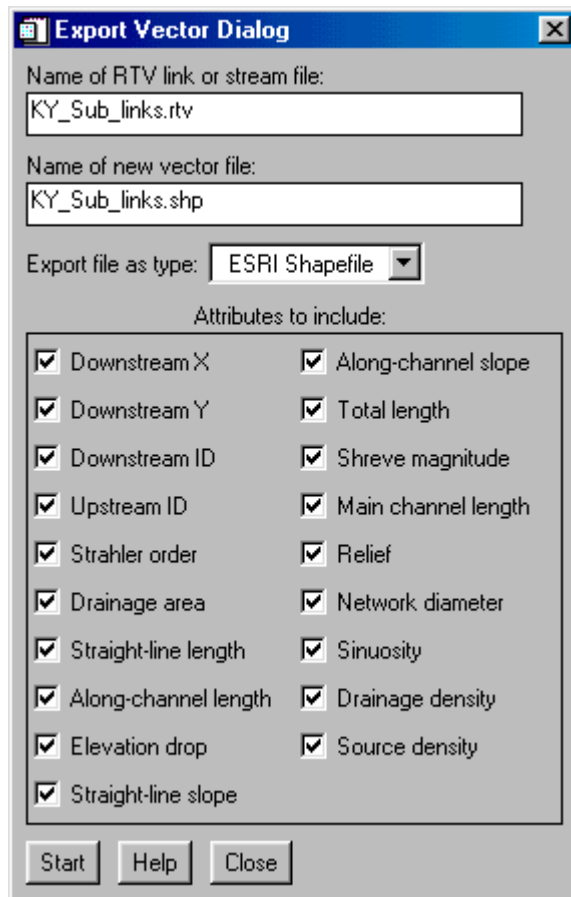 Export Vector Dialog
Name of RTV link or stream file:
KY_Sub_links.rtv
Name of new vector file:
KY_Sub_links.shp
Export file as type: ESRI Shapefile
Attributes to include:
Downstream X Along-channel slope
Downstream Y Total length
Downstream ID Shreve magnitude
Upstream ID Main channel length
Strahler order Relief
Drainage area Network diameter
Straight-line length Sinuosity
Along-channel length Drainage density
Elevation drop Source density
Straight-line slope
Start Help Close